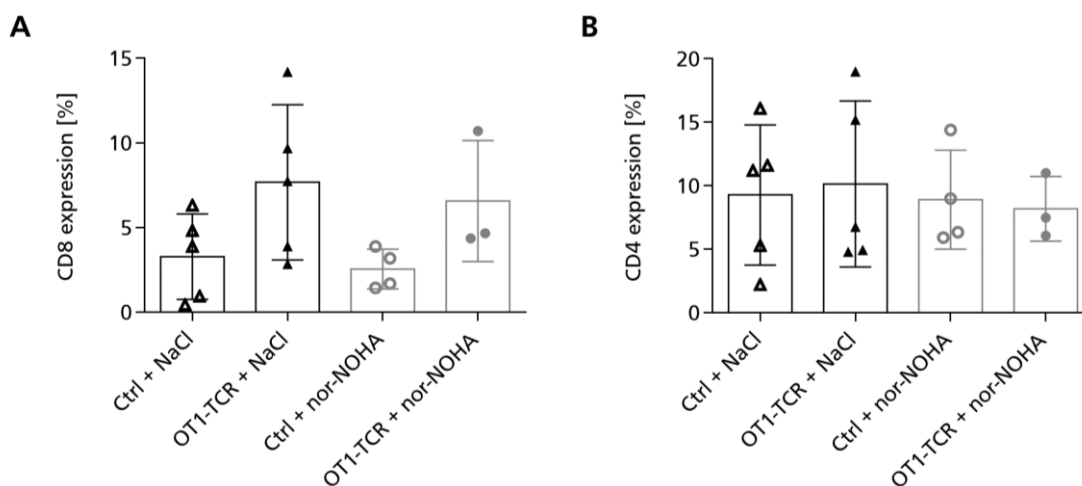 A
B
CD8 expression [%]
15
10
5
0
Ctrl + NaCl
OT1-TCR + NaCl
Ctrl + nor-NOHA
OT1-TCR + nor-NOHA
CD4 expression [%]
20
15
10
5
0
Ctrl + NaCl
OT1-TCR + NaCl
Ctrl + nor-NOHA
OT1-TCR + nor-NOHA